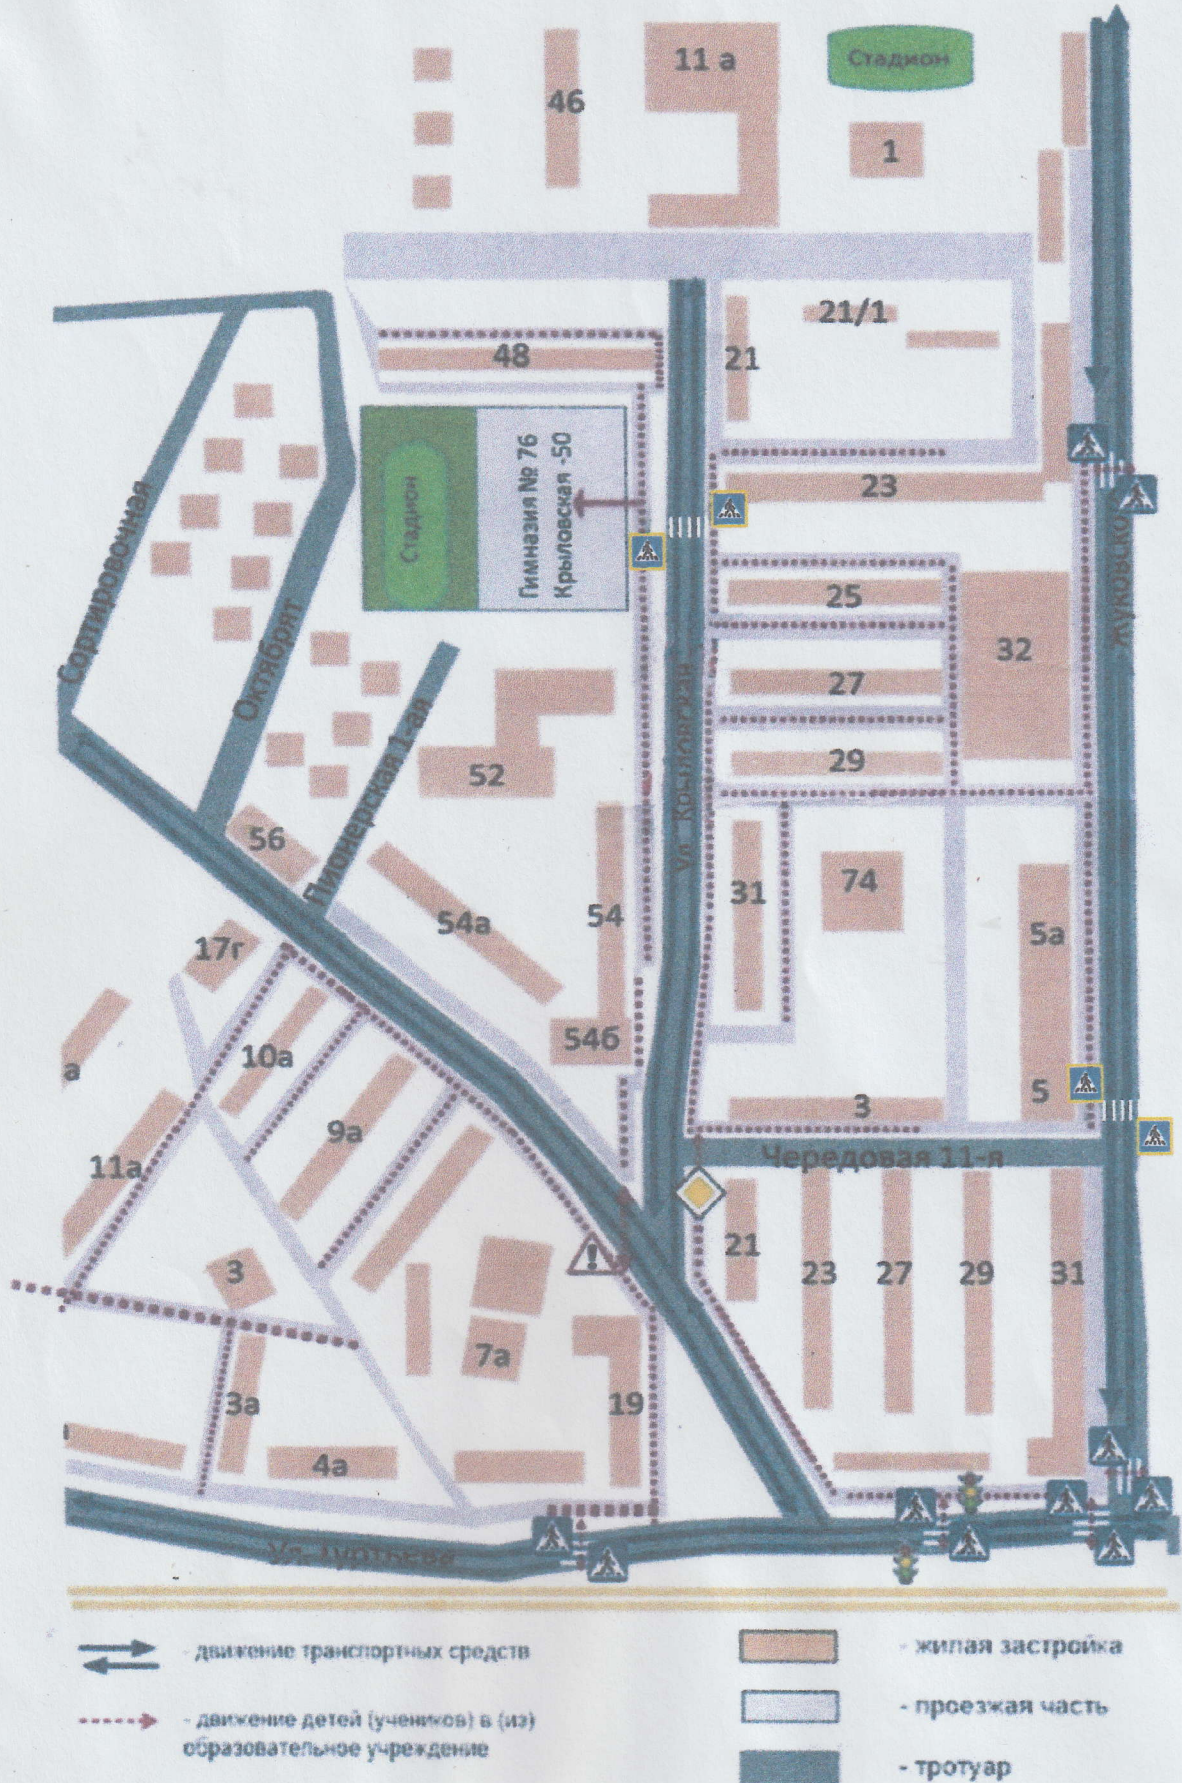 46
11 а
Стадион
1
48
21
21/1
Стадион
Гимназия № 76
Крыловская -50
23
25
27
29
32
Сортировочная
Октябрят
Пионерская 1-ая
Жуковско
Ул. Крыловская
52
56
54а
54
54б
31
74
5а
5
3
Чередовая 11-я
17г
10а
а
9а
11а
3
7а
19
3а
4а
21
23
27
29
31
Ул.
- движение транспортных средств
- движение детей (учеников) в (из)
образовательное учреждение
- жилая застройка
- проезжая часть
- тротуар